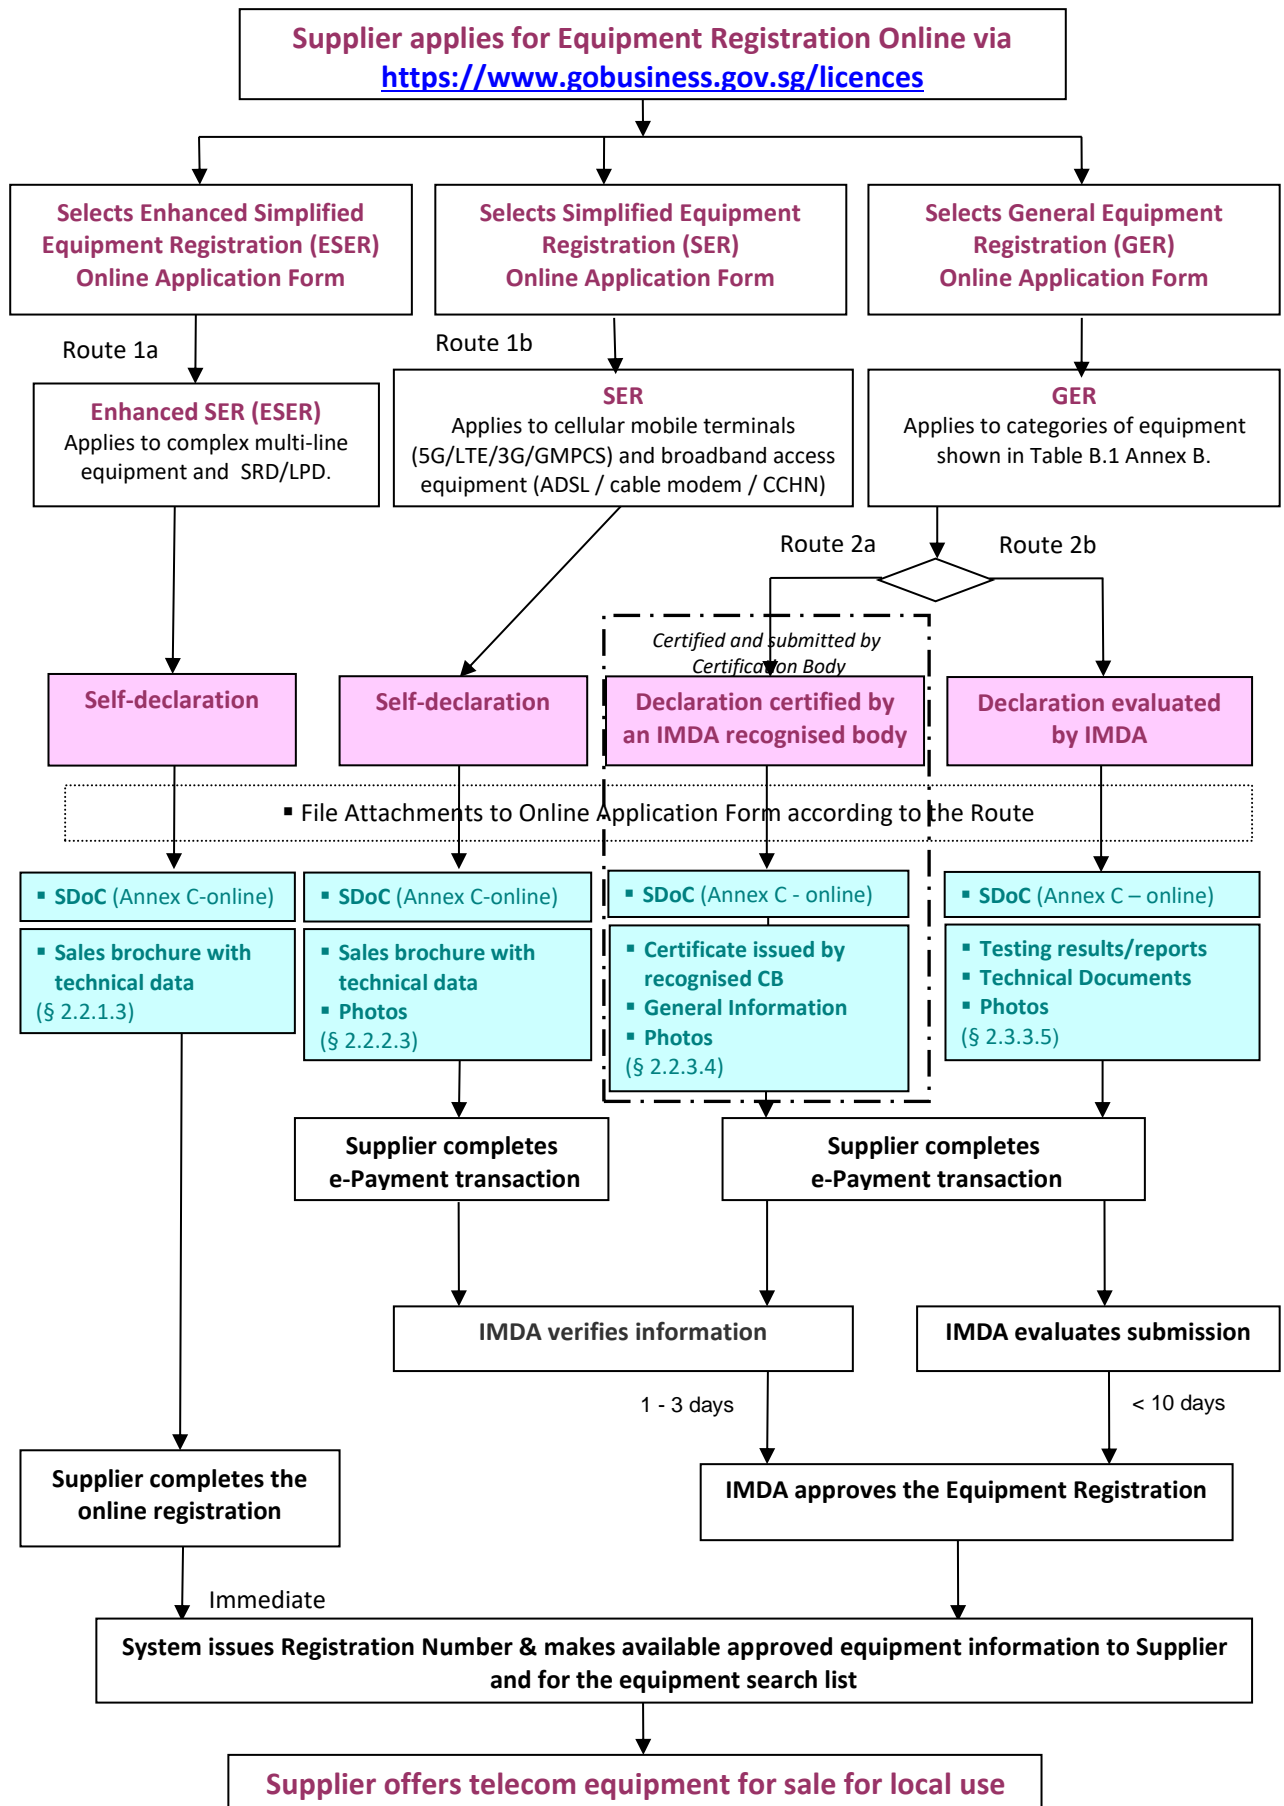 Supplier applies for Equipment Registration Online via
https://www.gobusiness.gov.sg/licences
Selects Enhanced Simplified
Equipment Registration (ESER)
Online Application Form
Selects Simplified Equipment
Registration (SER)
Online Application Form
Selects General Equipment
Registration (GER)
Online Application Form
Route 1a
Route 1b
Enhanced SER (ESER)
Applies to complex multi-line
equipment and SRD/LPD.
SER
Applies to cellular mobile terminals
(5G/LTE/3G/GMPCS) and broadband access
equipment (ADSL / cable modem / CCHN)
GER
Applies to categories of equipment
shown in Table B.1 Annex B.
Route 2a
Route 2b
Certified and submitted by
Certification Body
Self-declaration
Self-declaration
Declaration certified by
an IMDA recognised body
Declaration evaluated
by IMDA
▪ File Attachments to Online Application Form according to the Route
▪ SDoC (Annex C-online)
▪ SDoC (Annex C-online)
▪ SDoC (Annex C - online)
▪ SDoC (Annex C – online)
▪ Sales brochure with
technical data
(§ 2.2.1.3)
▪ Sales brochure with
technical data
▪ Photos
(§ 2.2.2.3)
▪ Certificate issued by
recognised CB
▪ General Information
▪ Photos
(§ 2.2.3.4)
▪ Testing results/reports
▪ Technical Documents
▪ Photos
(§ 2.3.3.5)
Supplier completes
e-Payment transaction
Supplier completes
e-Payment transaction
IMDA verifies information
IMDA evaluates submission
1 - 3 days
< 10 days
Supplier completes the
online registration
IMDA approves the Equipment Registration
Immediate
System issues Registration Number & makes available approved equipment information to Supplier
and for the equipment search list
Supplier offers telecom equipment for sale for local use